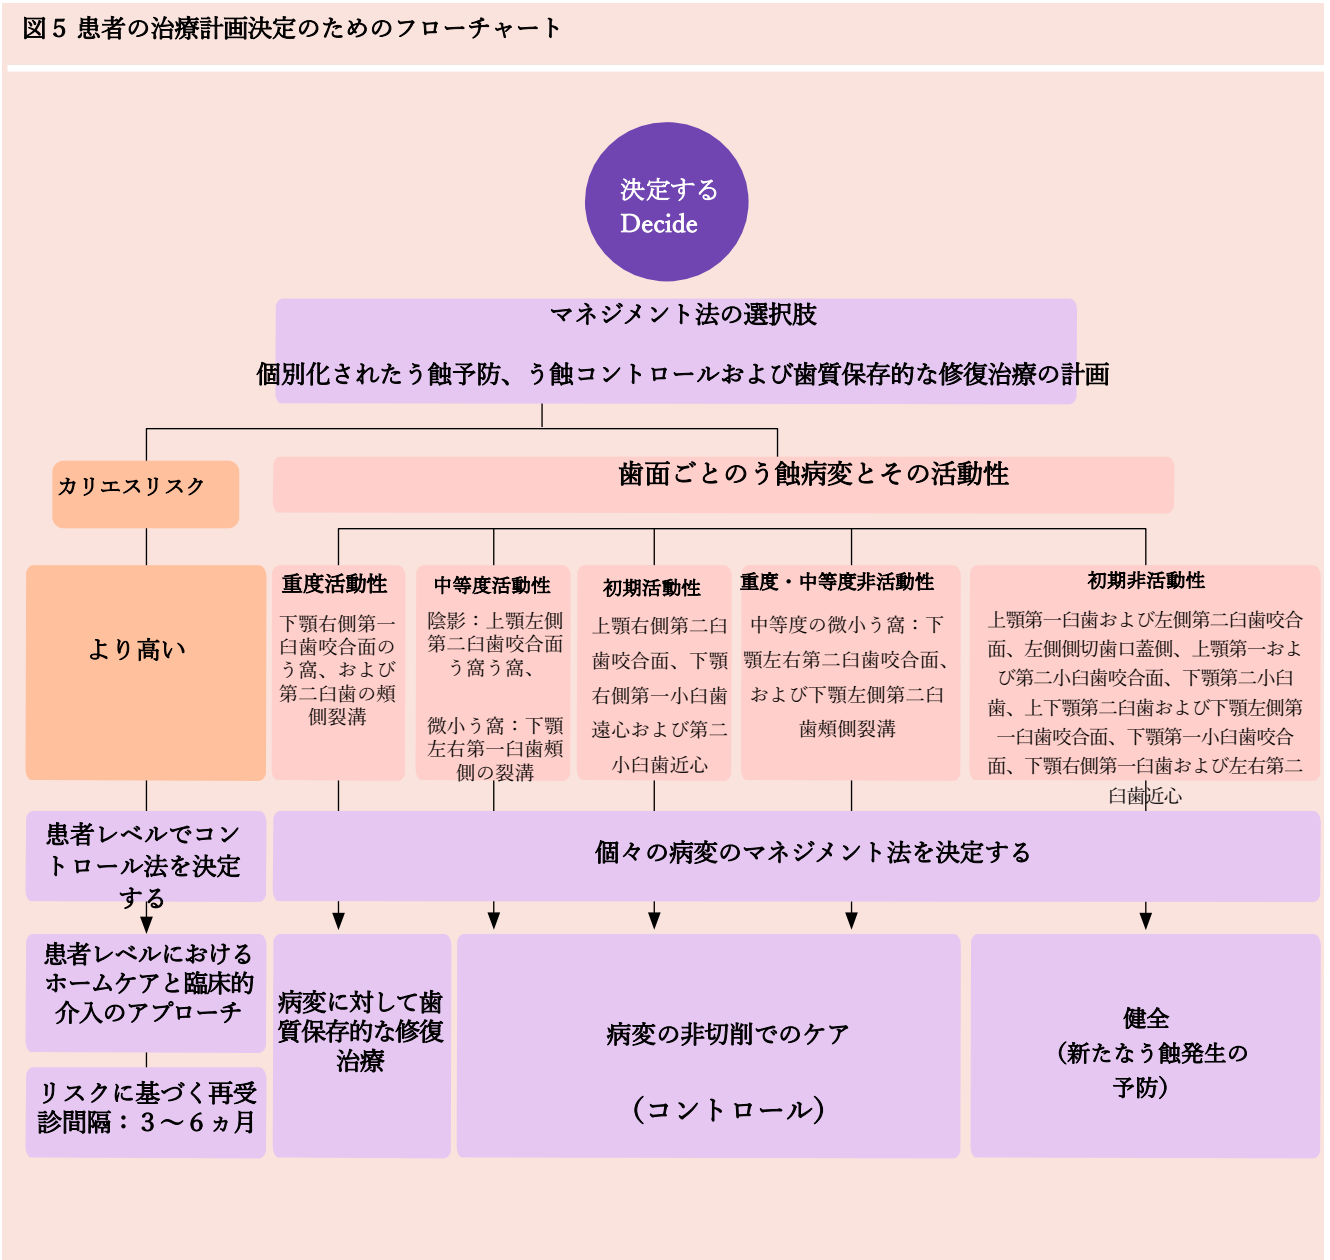 図５ 患者の治療計画決定のためのフローチャート
決定する
Decide
マネジメント法の選択肢
個別化されたう蝕予防、う蝕コントロールおよび歯質保存的な修復治療の計画
カリエスリスク
歯面ごとのう蝕病変とその活動性
より高い
重度活動性
下顎右側第一
臼歯咬合面の
う窩、および
第二臼歯の頬
側裂溝
中等度活動性
陰影：上顎左側
第二臼歯咬合面
う窩う窩、
微小う窩：下顎
左右第一臼歯頬
側の裂溝
初期活動性
上顎右側第二臼
歯咬合面、下顎
右側第一小臼歯
遠心および第二
小臼歯近心
重度・中等度非活動性
中等度の微小う窩：下
顎左右第二臼歯咬合面、
および下顎左側第二臼
歯頬側裂溝
初期非活動性
上顎第一臼歯および左側第二臼歯咬合
面、左側側切歯口蓋側、上顎第一およ
び第二小臼歯咬合面、下顎第二小臼
歯、上下顎第二臼歯および下顎左側第
一臼歯咬合面、下顎第一小臼歯咬合
面、下顎右側第一臼歯および左右第二
臼歯近心
患者レベルでコン
トロール法を決定
する
個々の病変のマネジメント法を決定する
患者レベルにおける
ホームケアと臨床的
介入のアプローチ
リスクに基づく再受
診間隔：３〜６ヵ月
病変に対して歯
質保存的な修復
治療
病変の非切削でのケア
（コントロール）
健全
（新たなう蝕発生の
予防）